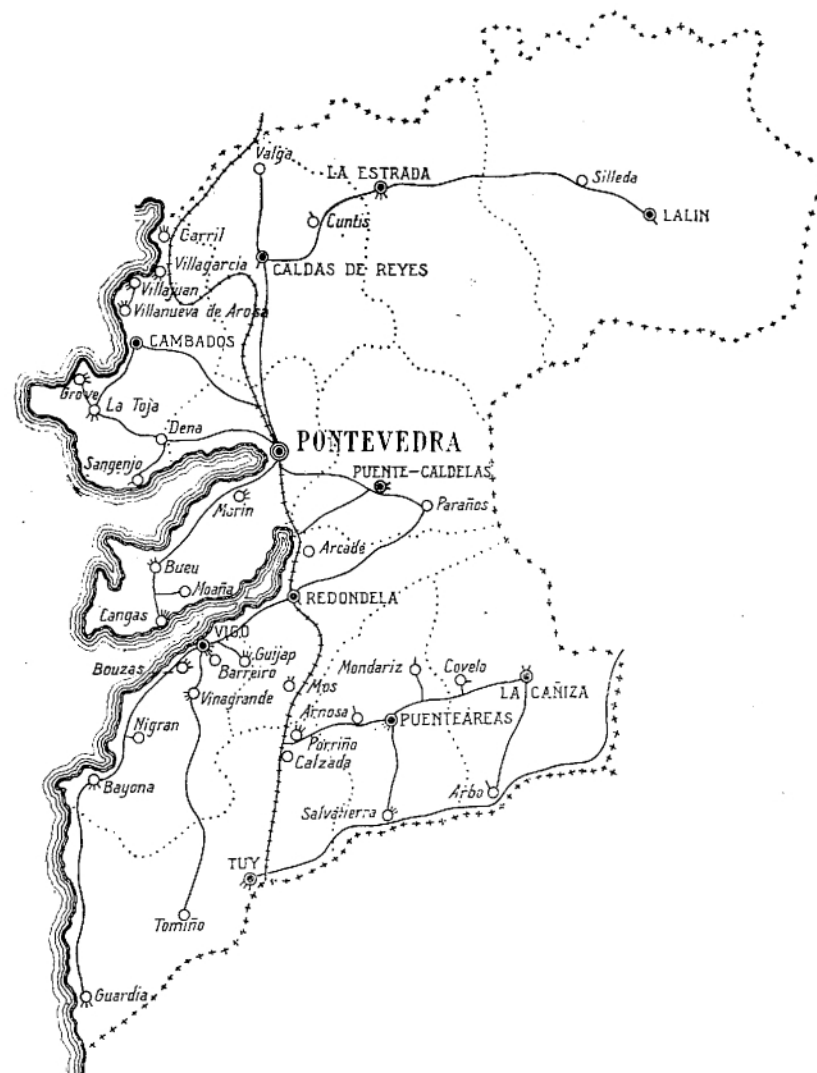 Valga
LA ESTRADA
Silleda
LALIN
Cuntis
Carril
CALDAS DE REYES
Villagarcia
Villajuan
Villanueva de Arosa
CAMBADOS
Grove
La Toja
Dena
PONTEVEDRA
Sangenjo
PUENTE-CALDELAS
Marin
Paraños
Arcade
Bueu
Moaña
REDONDELA
Cangas
VIGO
Guijap
Bouzas
Barreiro
Mondariz
Covelo
Vinagrande
Mos
LA CAÑIZA
Arnosa
PUENTEAREAS
Nigran
Porriño
Calzada
Bayona
Arbo
Salvatierra
TUY
Tomiño
Guardia